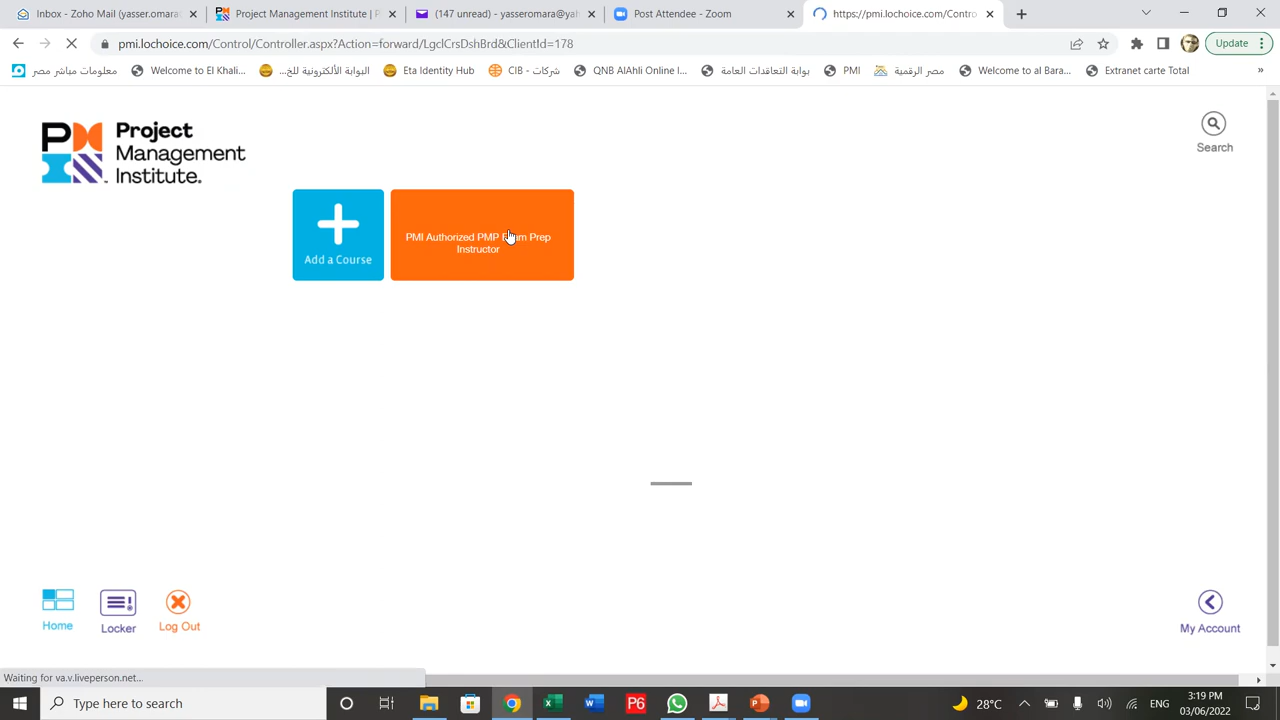 Inbox - Zoho Mail (yasser.omara
Project Management Institute | P
(147 unread) - yasseromara@yah
Post Attendee - Zoom
https://pmi.lochoice.com/Contro
pmi.lochoice.com/Control/Controller.aspx?Action=forward/LgclCrsDshBrd&ClientId=178
Update
معلومات مباشر مصر
Welcome to El Khali...
البوابة الألكترونية للخ...
Eta Identity Hub
CIB - شركات
QNB AlAhli Online I...
بوابة التعاقدات العامة
PMI
مصر الرقمية
Welcome to al Bara...
Extranet carte Total
»
Project
Management
Institute.
Search
Add a Course
PMI Authorized PMP Exam Prep
Instructor
Home
Locker
Log Out
My Account
Waiting for va.v.liveperson.net...
Type here to search
P6
28°C
ENG
3:19 PM
03/06/2022